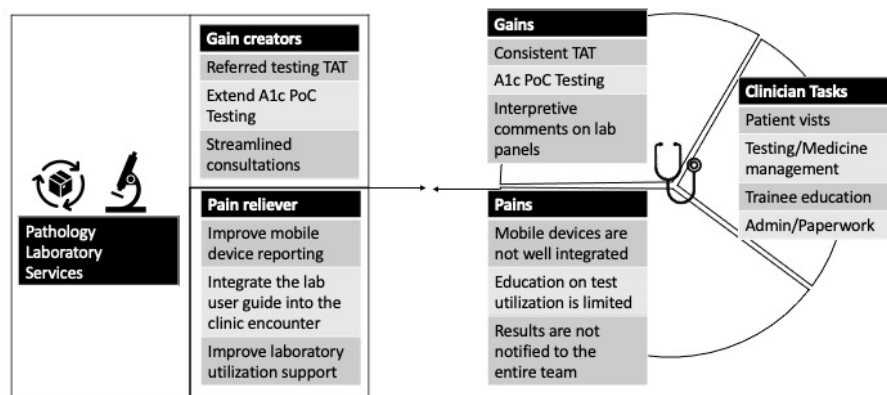 Gain creators
Referred testing TAT
Extend A1c PoC
Testing
Streamlined
consultations
Pathology
Laboratory
Services
Pain reliever
Improve mobile
device reporting
Integrate the lab
user guide into the
clinic encounter
Improve laboratory
utilization support
Gains
Consistent TAT
A1c PoC Testing
Interpretive
comments on lab
panels
Pains
Mobile devices are
not well integrated
Education on test
utilization is limited
Results are not
notified to the
entire team
Clinician Tasks
Patient vists
Testing/Medicine
management
Trainee education
Admin/Paperwork